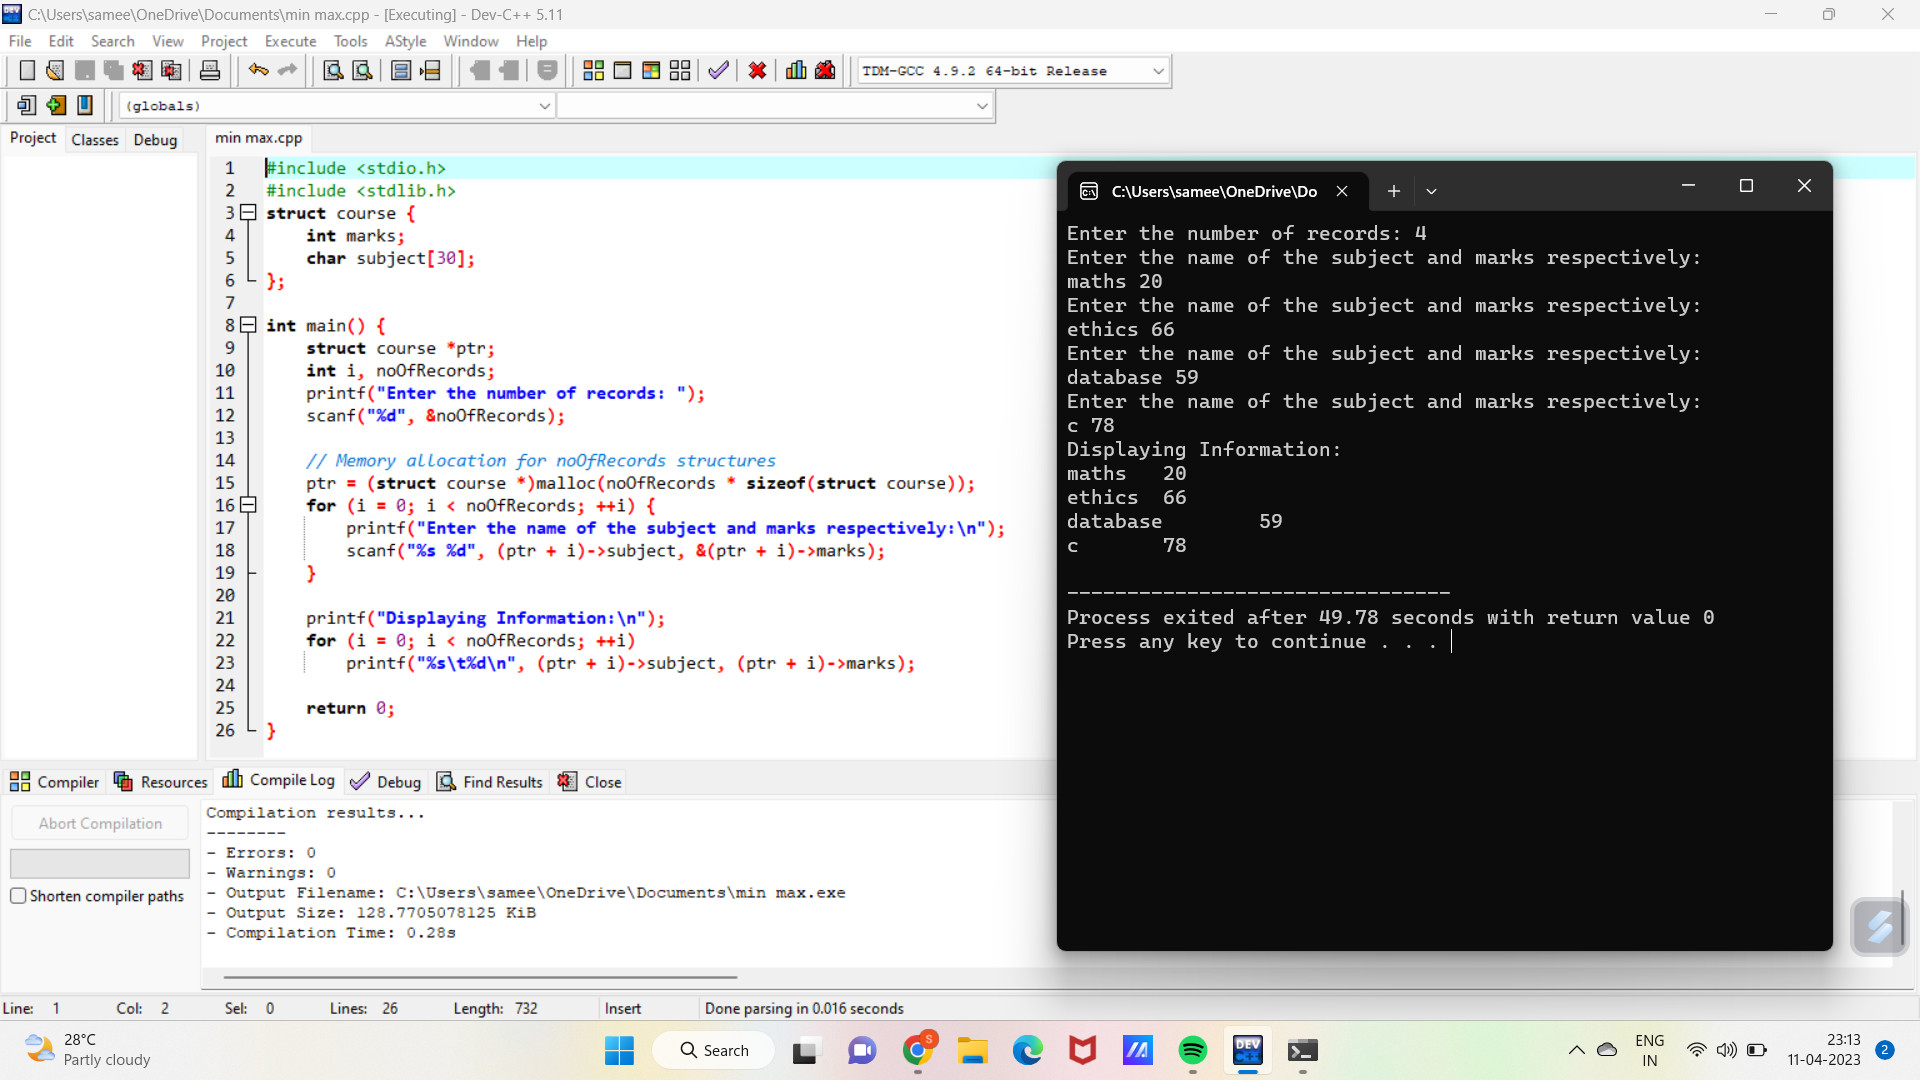 C:\Users\samee\OneDrive\Documents\min max.cpp - [Executing] - Dev-C++ 5.11
File Edit Search View Project Execute Tools AStyle Window Help
TDM-GCC 4.9.2 64-bit Release
(globals)
Project Classes Debug min max.cpp
1 #include <stdio.h>
2 #include <stdlib.h>
3 struct course {
4 int marks;
5 char subject[30];
6 };
7
8 int main() {
9 struct course *ptr;
10 int i, noOfRecords;
11 printf("Enter the number of records: ");
12 scanf("%d", &noOfRecords);
13
14 // Memory allocation for noOfRecords structures
15 ptr = (struct course *)malloc(noOfRecords * sizeof(struct course));
16 for (i = 0; i < noOfRecords; ++i) {
17 printf("Enter the name of the subject and marks respectively:\n");
18 scanf("%s %d", (ptr + i)->subject, &(ptr + i)->marks);
19 }
20
21 printf("Displaying Information:\n");
22 for (i = 0; i < noOfRecords; ++i)
23 printf("%s\t%d\n", (ptr + i)->subject, (ptr + i)->marks);
24
25 return 0;
26 }
C:\Users\samee\OneDrive\Do
Enter the number of records: 4
Enter the name of the subject and marks respectively:
maths 20
Enter the name of the subject and marks respectively:
ethics 66
Enter the name of the subject and marks respectively:
database 59
Enter the name of the subject and marks respectively:
c 78
Displaying Information:
maths 20
ethics 66
database 59
c 78
--------------------------------
Process exited after 49.78 seconds with return value 0
Press any key to continue . . .
Compiler Resources Compile Log Debug Find Results Close
Abort Compilation
Shorten compiler paths
Compilation results...
--------
- Errors: 0
- Warnings: 0
- Output Filename: C:\Users\samee\OneDrive\Documents\min max.exe
- Output Size: 128.7705078125 KiB
- Compilation Time: 0.28s
Line: 1 Col: 2 Sel: 0 Lines: 26 Length: 732 Insert Done parsing in 0.016 seconds
28°C
Partly cloudy
Search
S
DEV
C++
ENG
IN
23:13
11-04-2023
2